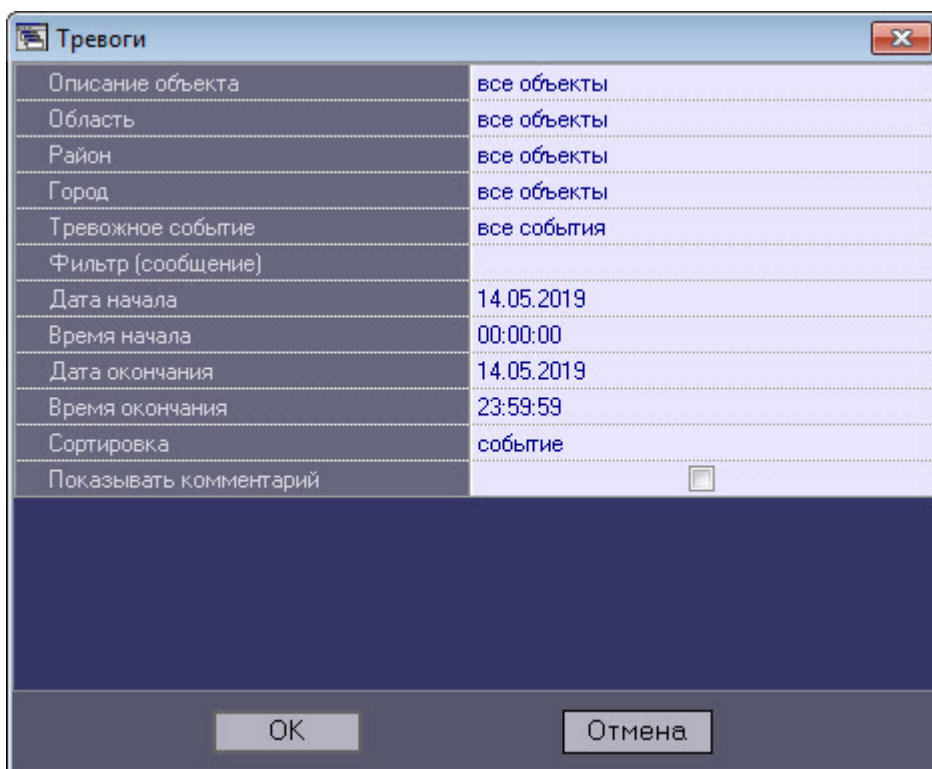 Тревоги
Описание объекта все объекты
Область все объекты
Район все объекты
Город все объекты
Тревожное событие все события
Фильтр (сообщение)
Дата начала 14.05.2019
Время начала 00:00:00
Дата окончания 14.05.2019
Время окончания 23:59:59
Сортировка событие
Показывать комментарий
OK Отмена